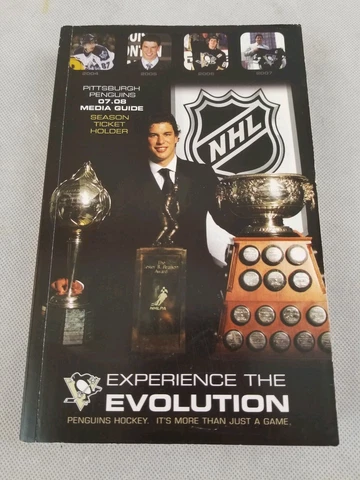 2004
2005
2006
2007
PITTSBURGH
PENGUINS
07.08
MEDIA GUIDE
SEASON
TICKET
HOLDER
NHL
EXPERIENCE THE
EVOLUTION
PENGUINS HOCKEY. IT'S MORE THAN JUST A GAME.